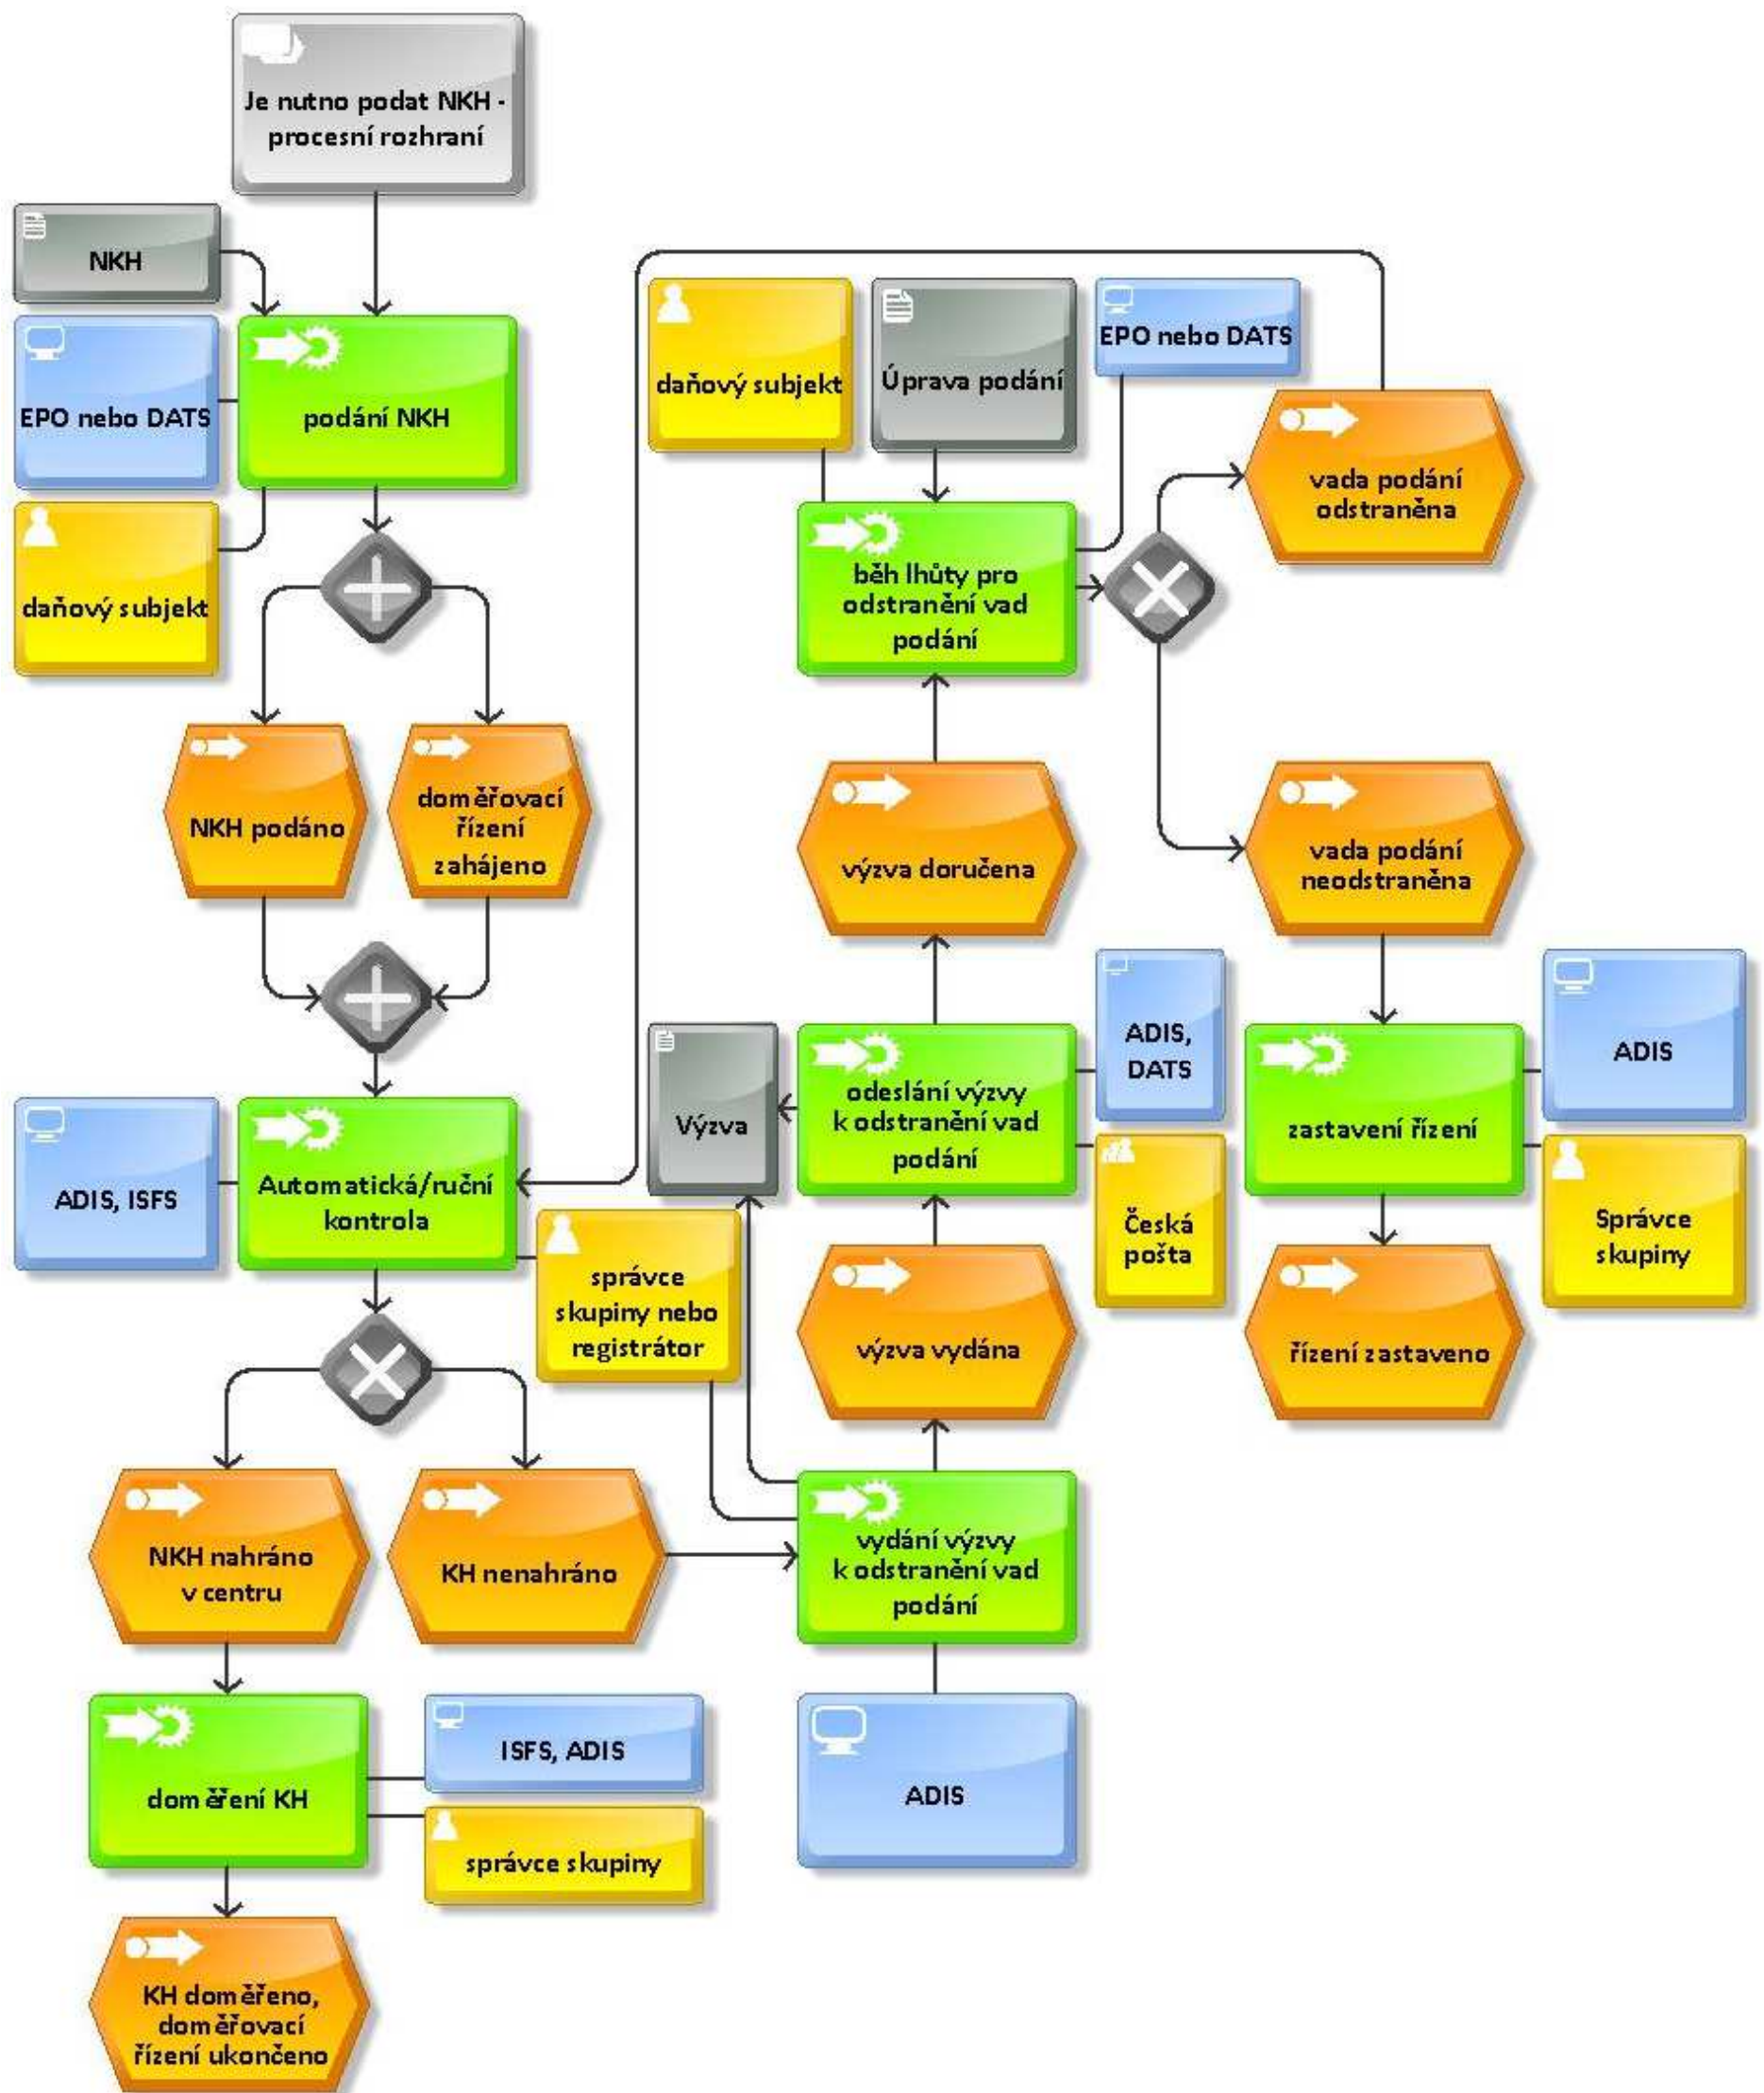 Je nutno podat NKH -
procesní rozhraní
NKH
EPO nebo DATS
podání NKH
daňový subjekt
NKH podáno
doměřovací
řízení
zahájeno
ADIS, ISFS
Automatická/ruční
kontrola
správce
skupiny nebo
registrátor
NKH nahráno
v centru
KH nenahráno
doměření KH
ISFS, ADIS
správce skupiny
KH doměřeno,
doměřovací
řízení ukončeno
daňový subjekt
Úprava podání
EPO nebo DATS
běh lhůty pro
odstranění vad
podání
vada podání
odstraněna
výzva doručena
vada podání
neodstraněna
Výzva
odeslání výzvy
k odstranění vad
podání
ADIS,
DATS
Česká
pošta
zastavení řízení
ADIS
Správce
skupiny
výzva vydána
řízení zastaveno
vydání výzvy
k odstranění vad
podání
ADIS